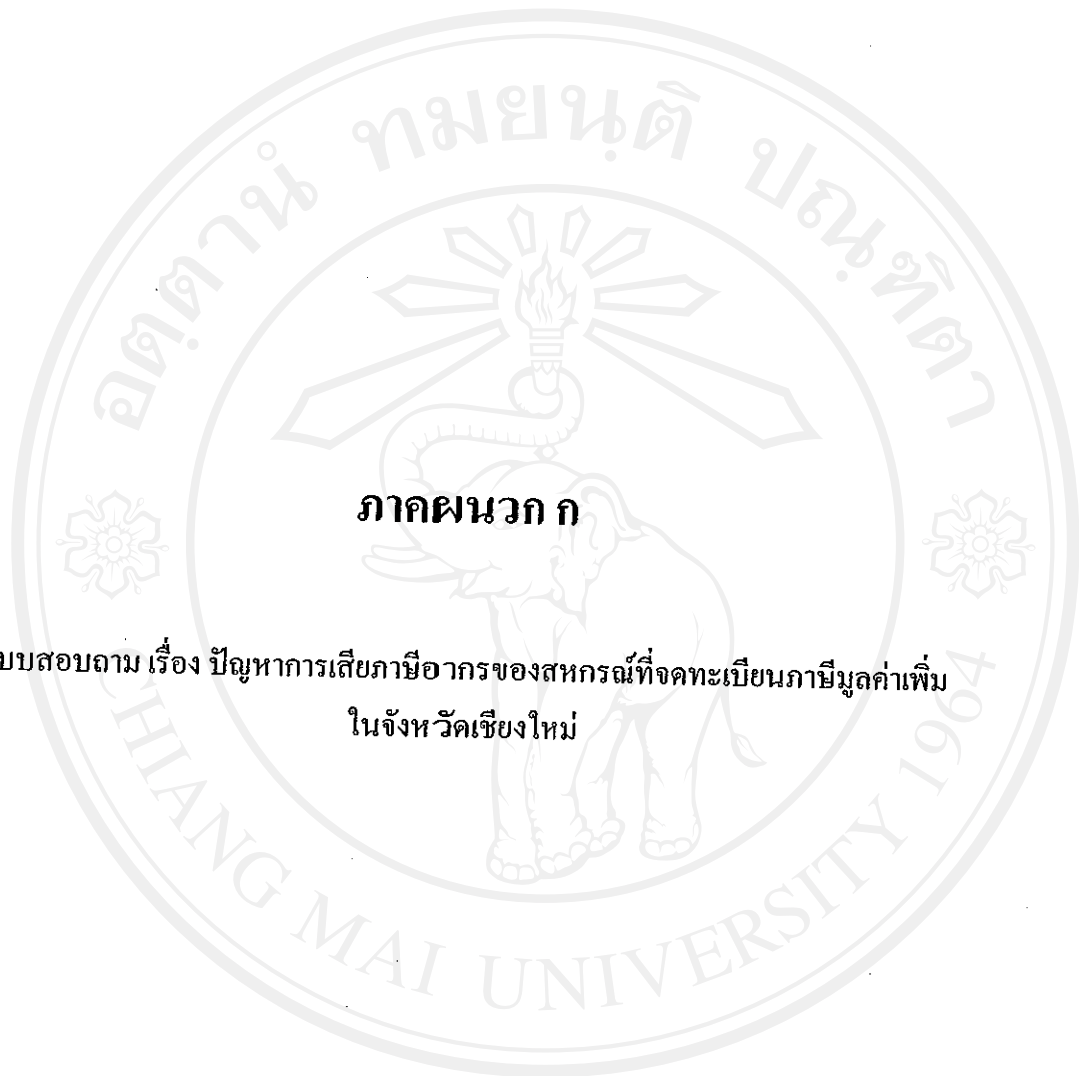 อตฺตานํ ทมยนฺติ ปณฺฑิตา
ภาคผนวก ก
บบสอบถาม เรื่อง ปัญหาการเสียภาษีอากรของสหกรณ์ที่จดทะเบียนภาษีมูลค่าเพิ่ม
ในจังหวัดเชียงใหม่
CHIANG MAI UNIVERSITY 1964